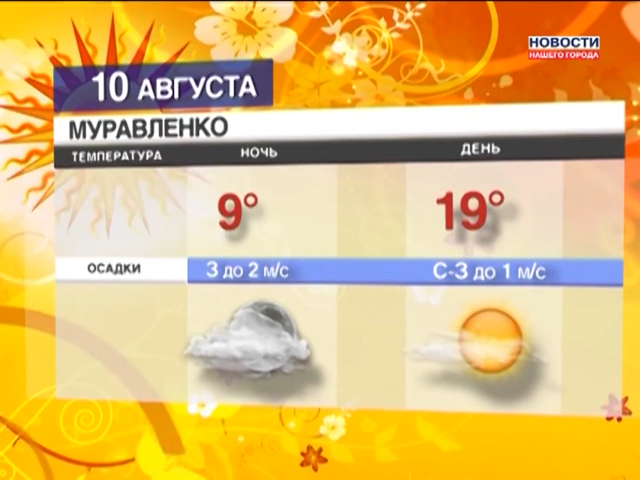 НОВОСТИ
НАШЕГО ГОРОДА
10 АВГУСТА
МУРАВЛЕНКО
ТЕМПЕРАТУРА НОЧЬ ДЕНЬ
9° 19°
ОСАДКИ З до 2 м/с С-З до 1 м/с